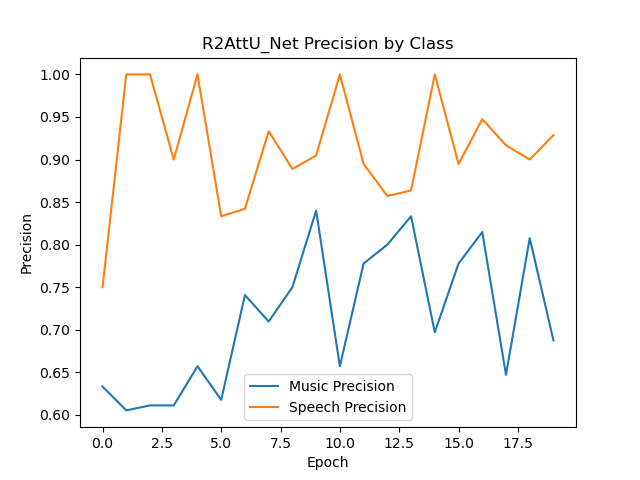 R2AttU_Net Precision by Class
1.00
0.95
0.90
0.85
0.80
0.75
0.70
0.65
0.60
Precision
Music Precision
Speech Precision
0.0 2.5 5.0 7.5 10.0 12.5 15.0 17.5
Epoch